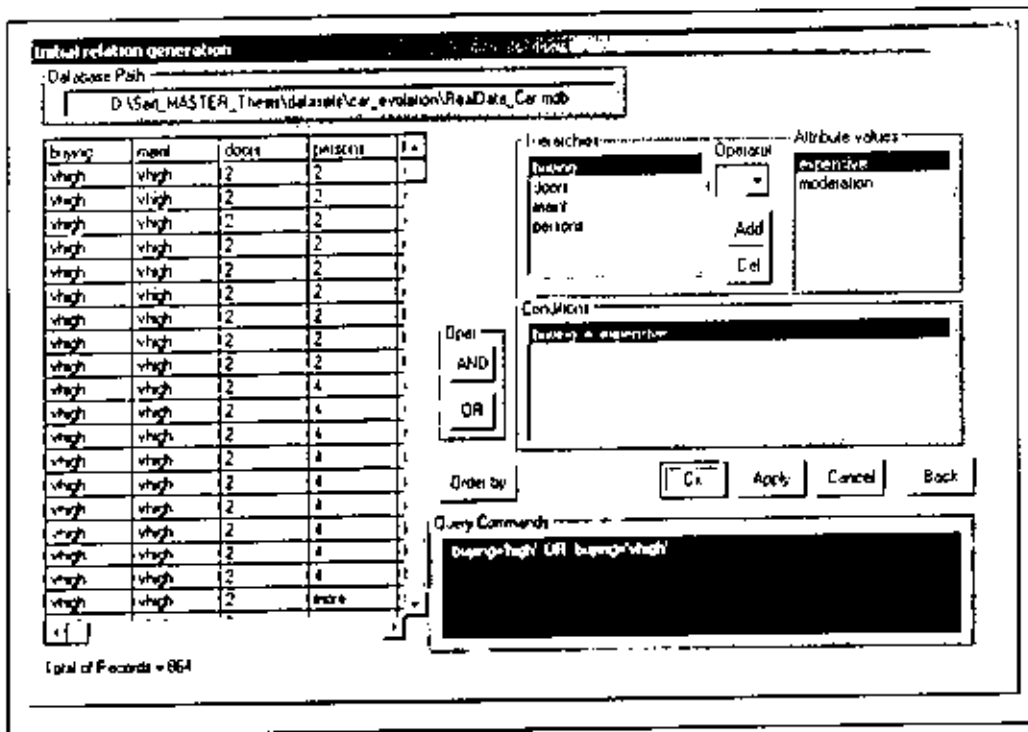 Initial relation generation
Database Path
D:\Sari_MASTER_Thesis\datasets\car_evolation\RealData_Car.mdb
buying maint doors persons
vhigh vhigh 2 2
vhigh vhigh 2 2
vhigh vhigh 2 2
vhigh vhigh 2 2
vhigh vhigh 2 2
vhigh vhigh 2 2
vhigh vhigh 2 2
vhigh vhigh 2 2
vhigh vhigh 2 2
vhigh vhigh 2 4
vhigh vhigh 2 4
vhigh vhigh 2 4
vhigh vhigh 2 4
vhigh vhigh 2 4
vhigh vhigh 2 4
vhigh vhigh 2 4
vhigh vhigh 2 4
vhigh vhigh 2 4
vhigh vhigh 2 more
Total of Records = 864
Hierarchies
buying
doors
maint
persons
Operator
Add
Del
Attribute values
expensive
moderation
Oper
AND
OR
Conditions
buying = expensive
Order by
Ok Apply Cancel Back
Query Commands
buying='high' OR buying='vhigh'